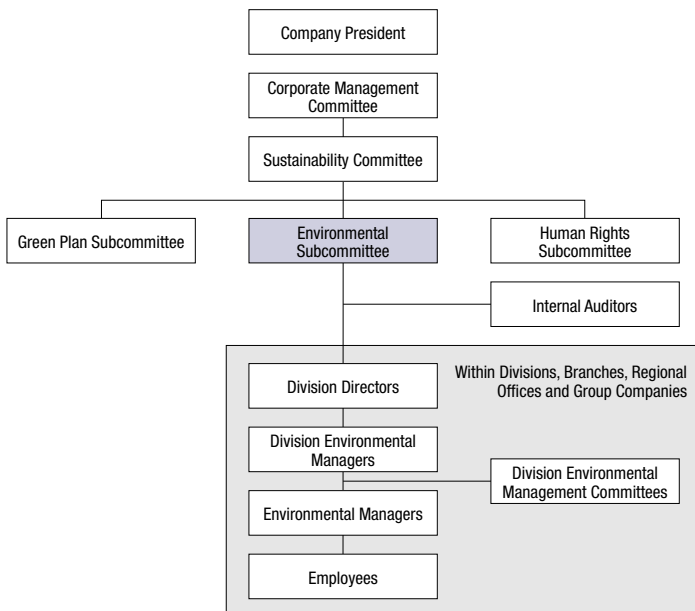 Company President
Corporate Management
Committee
Sustainability Committee
Green Plan Subcommittee
Environmental
Subcommittee
Human Rights
Subcommittee
Internal Auditors
Within Divisions, Branches, Regional
Offices and Group Companies
Division Directors
Division Environmental
Managers
Division Environmental
Management Committees
Environmental Managers
Employees